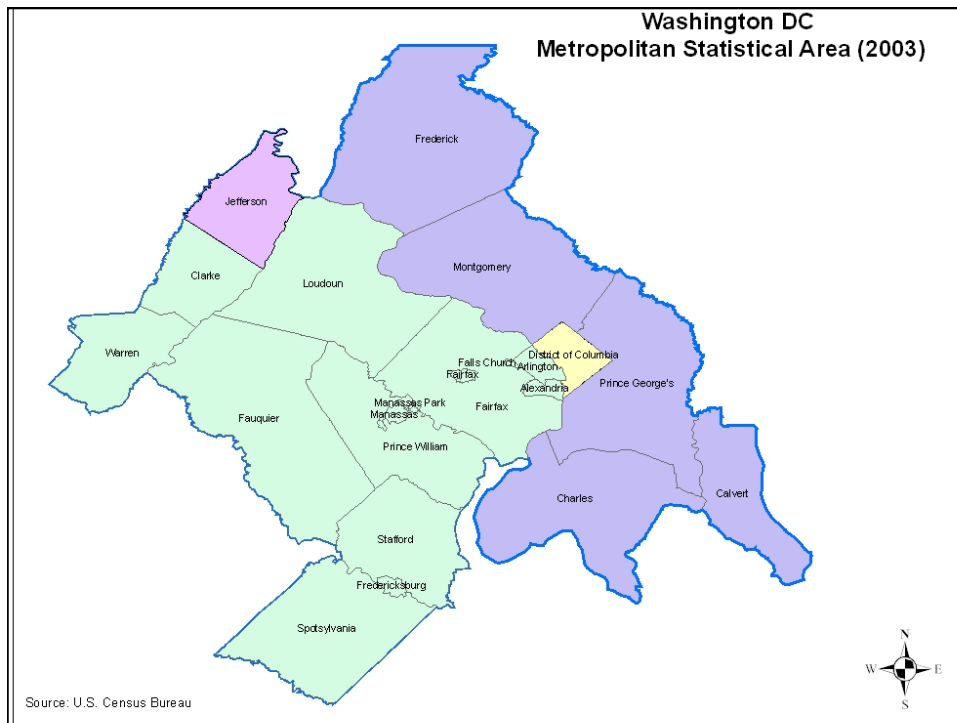 Washington DC
Metropolitan Statistical Area (2003)
Frederick
Jefferson
Montgomery
Clarke
Loudoun
Warren
District of Columbia
Falls Church
Arlington
Fairfax
Prince George's
Alexandria
Manassas Park
Fairfax
Manassas
Fauquier
Prince William
Charles
Calvert
Stafford
Fredericksburg
Spotsylvania
N
W E
S
Source: U.S. Census Bureau